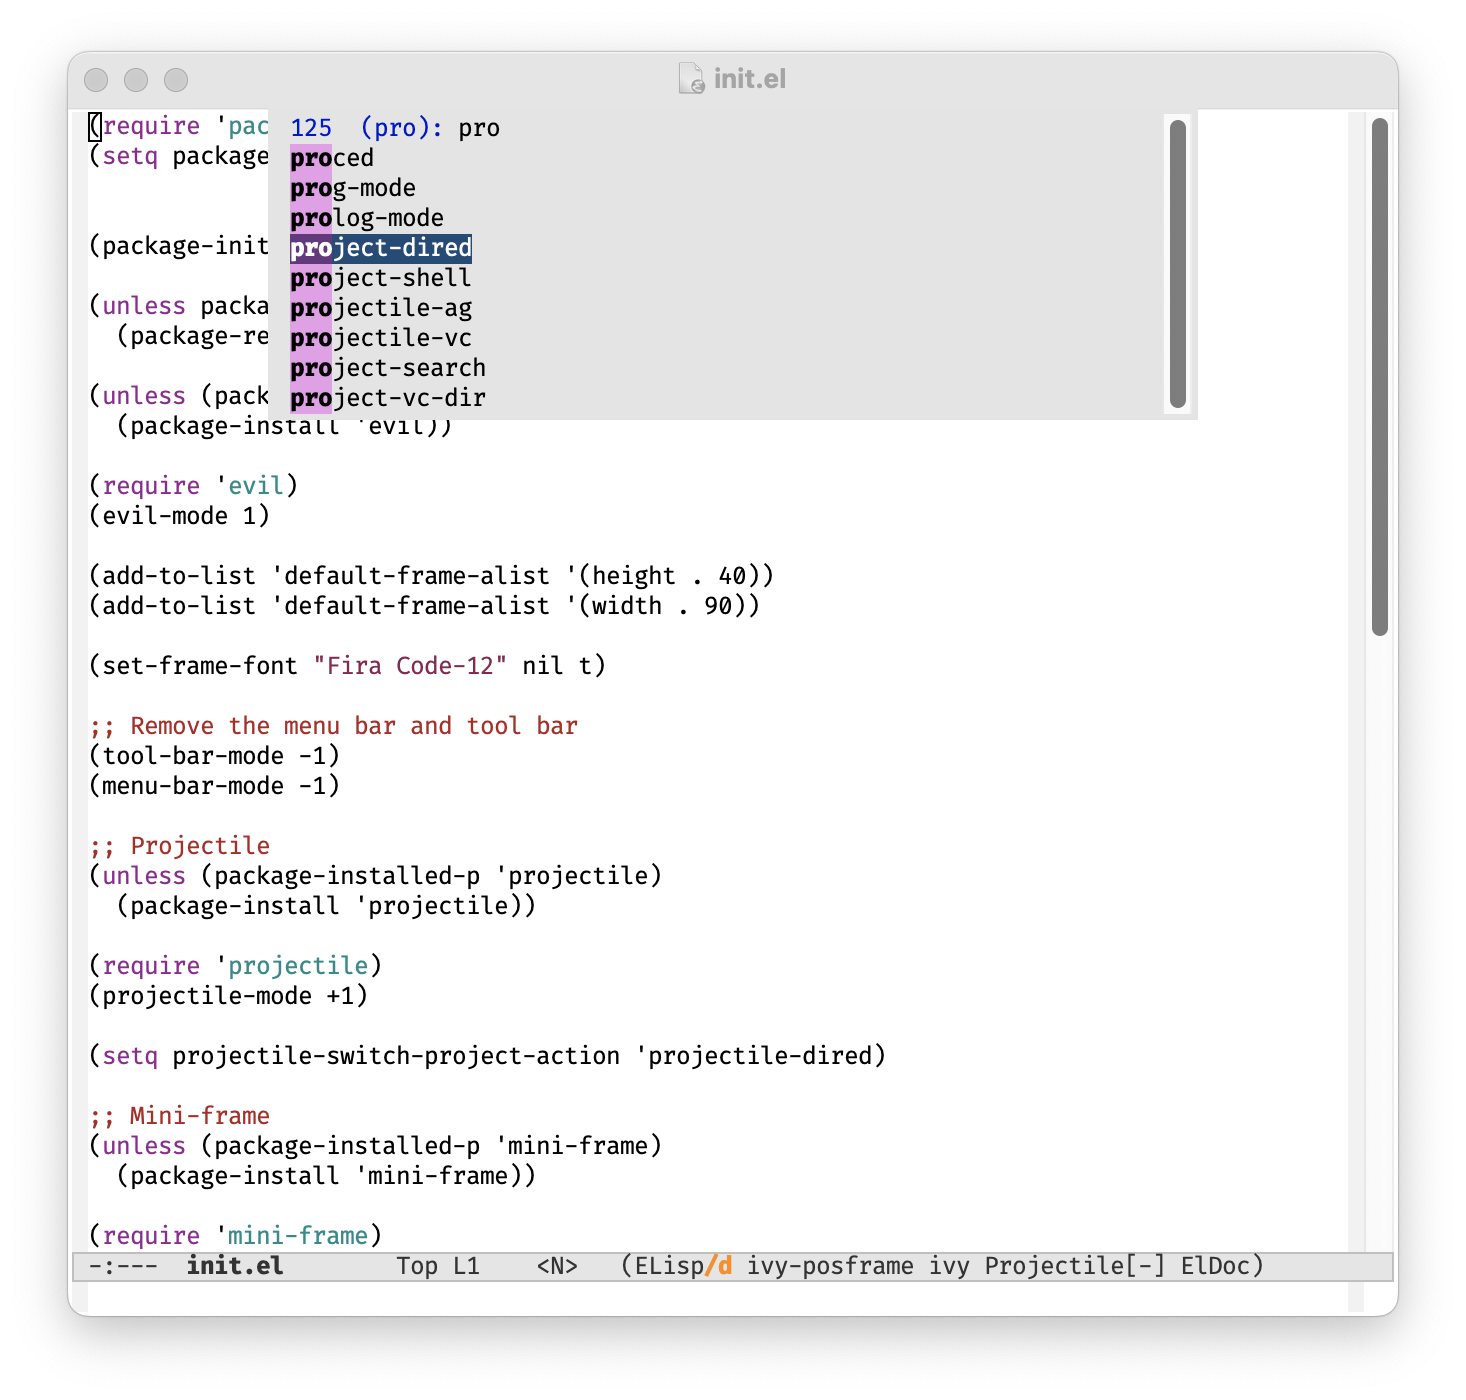 init.el
(require 'pac
(setq package
125  (pro): pro
proced
prog-mode
prolog-mode
project-dired
project-shell
projectile-ag
projectile-vc
project-search
project-vc-dir
(package-init
(unless packa
  (package-re
(unless (pack
  (package-install 'evil))
(require 'evil)
(evil-mode 1)
(add-to-list 'default-frame-alist '(height . 40))
(add-to-list 'default-frame-alist '(width . 90))
(set-frame-font "Fira Code-12" nil t)
;; Remove the menu bar and tool bar
(tool-bar-mode -1)
(menu-bar-mode -1)
;; Projectile
(unless (package-installed-p 'projectile)
  (package-install 'projectile))
(require 'projectile)
(projectile-mode +1)
(setq projectile-switch-project-action 'projectile-dired)
;; Mini-frame
(unless (package-installed-p 'mini-frame)
  (package-install 'mini-frame))
(require 'mini-frame)
-:---  init.el        Top L1    <N>   (ELisp/d ivy-posframe ivy Projectile[-] ElDoc)